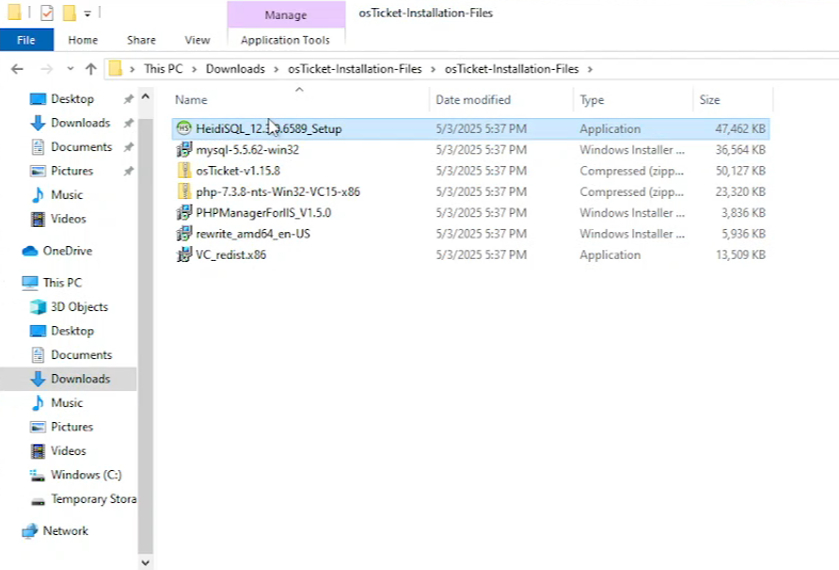 Manage
osTicket-Installation-Files
File
Home
Share
View
Application Tools
This PC
Downloads
osTicket-Installation-Files
osTicket-Installation-Files
Name
Date modified
Type
Size
Desktop
Downloads
Documents
Pictures
Music
Videos
OneDrive
This PC
3D Objects
Desktop
Documents
Downloads
Music
Pictures
Videos
Windows (C:)
Temporary Stora
Network
5/3/2025 5:37 PM Application 47,462 KB
mysql-5.5.62-win32 5/3/2025 5:37 PM Windows Installer ... 36,564 KB
osTicket-v1.15.8 5/3/2025 5:37 PM Compressed (zipp... 50,127 KB
php-7.3.8-nts-Win32-VC15-x86 5/3/2025 5:37 PM Compressed (zipp... 23,320 KB
PHPManagerForIIS_V1.5.0 5/3/2025 5:37 PM Windows Installer ... 3,836 KB
rewrite_amd64_en-US 5/3/2025 5:37 PM Windows Installer ... 5,936 KB
VC_redist.x86 5/3/2025 5:37 PM Application 13,509 KB